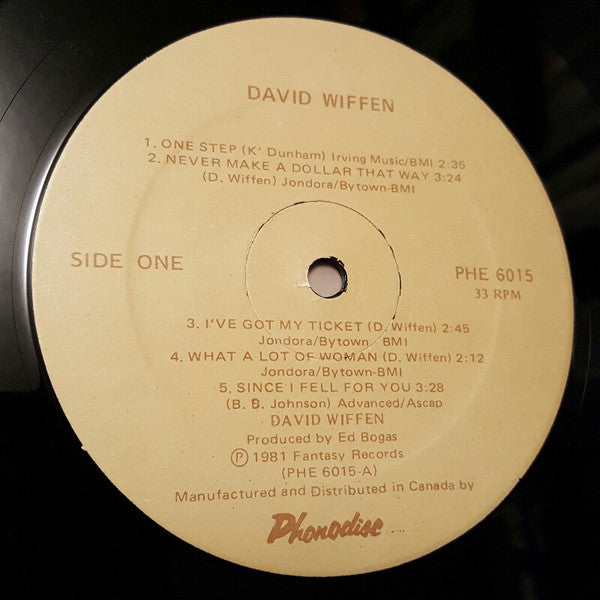 DAVID WIFFEN
1. ONE STEP (K' Dunham) Irving Music/BMI 2:35
2. NEVER MAKE A DOLLAR THAT WAY 3:24
(D. Wiffen) Jondora/Bytown-BMI
SIDE ONE
PHE 6015
33 RPM
3. I'VE GOT MY TICKET (D. Wiffen) 2:45
Jondora/Bytown BMI
4. WHAT A LOT OF WOMAN (D. Wiffen) 2:12
Jondora/Bytown-BMI
5. SINCE I FELL FOR YOU 3:28
(B. B. Johnson) Advanced/Ascap
DAVID WIFFEN
Produced by Ed Bogas
Ⓟ 1981 Fantasy Records
(PHE 6015-A)
Manufactured and Distributed in Canada by
Phonodisc